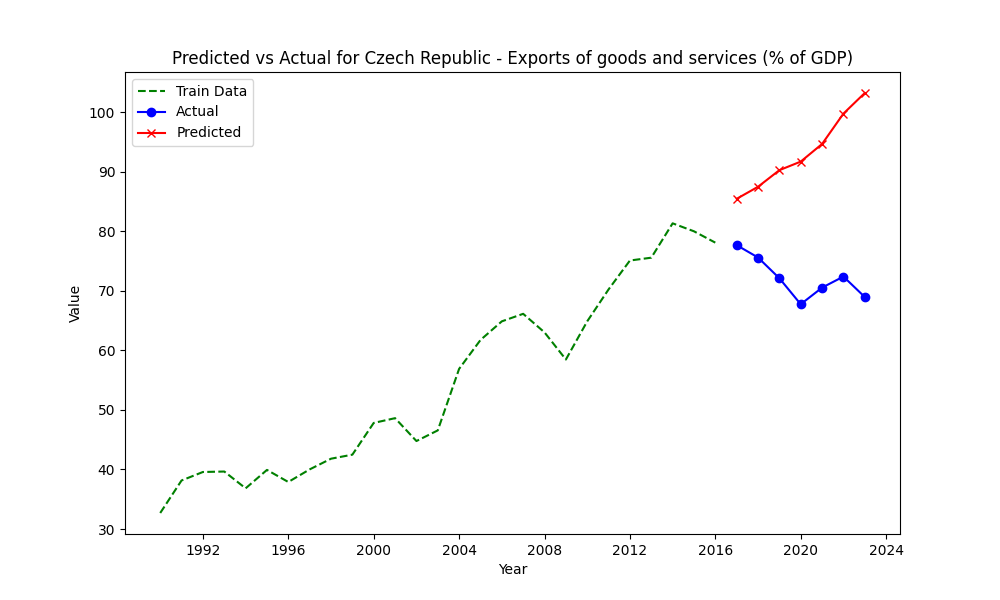 Predicted vs Actual for Czech Republic - Exports of goods and services (% of GDP)
Train Data
Actual
Predicted
100
90
80
70
60
50
40
30
Value
1992 1996 2000 2004 2008 2012 2016 2020 2024
Year